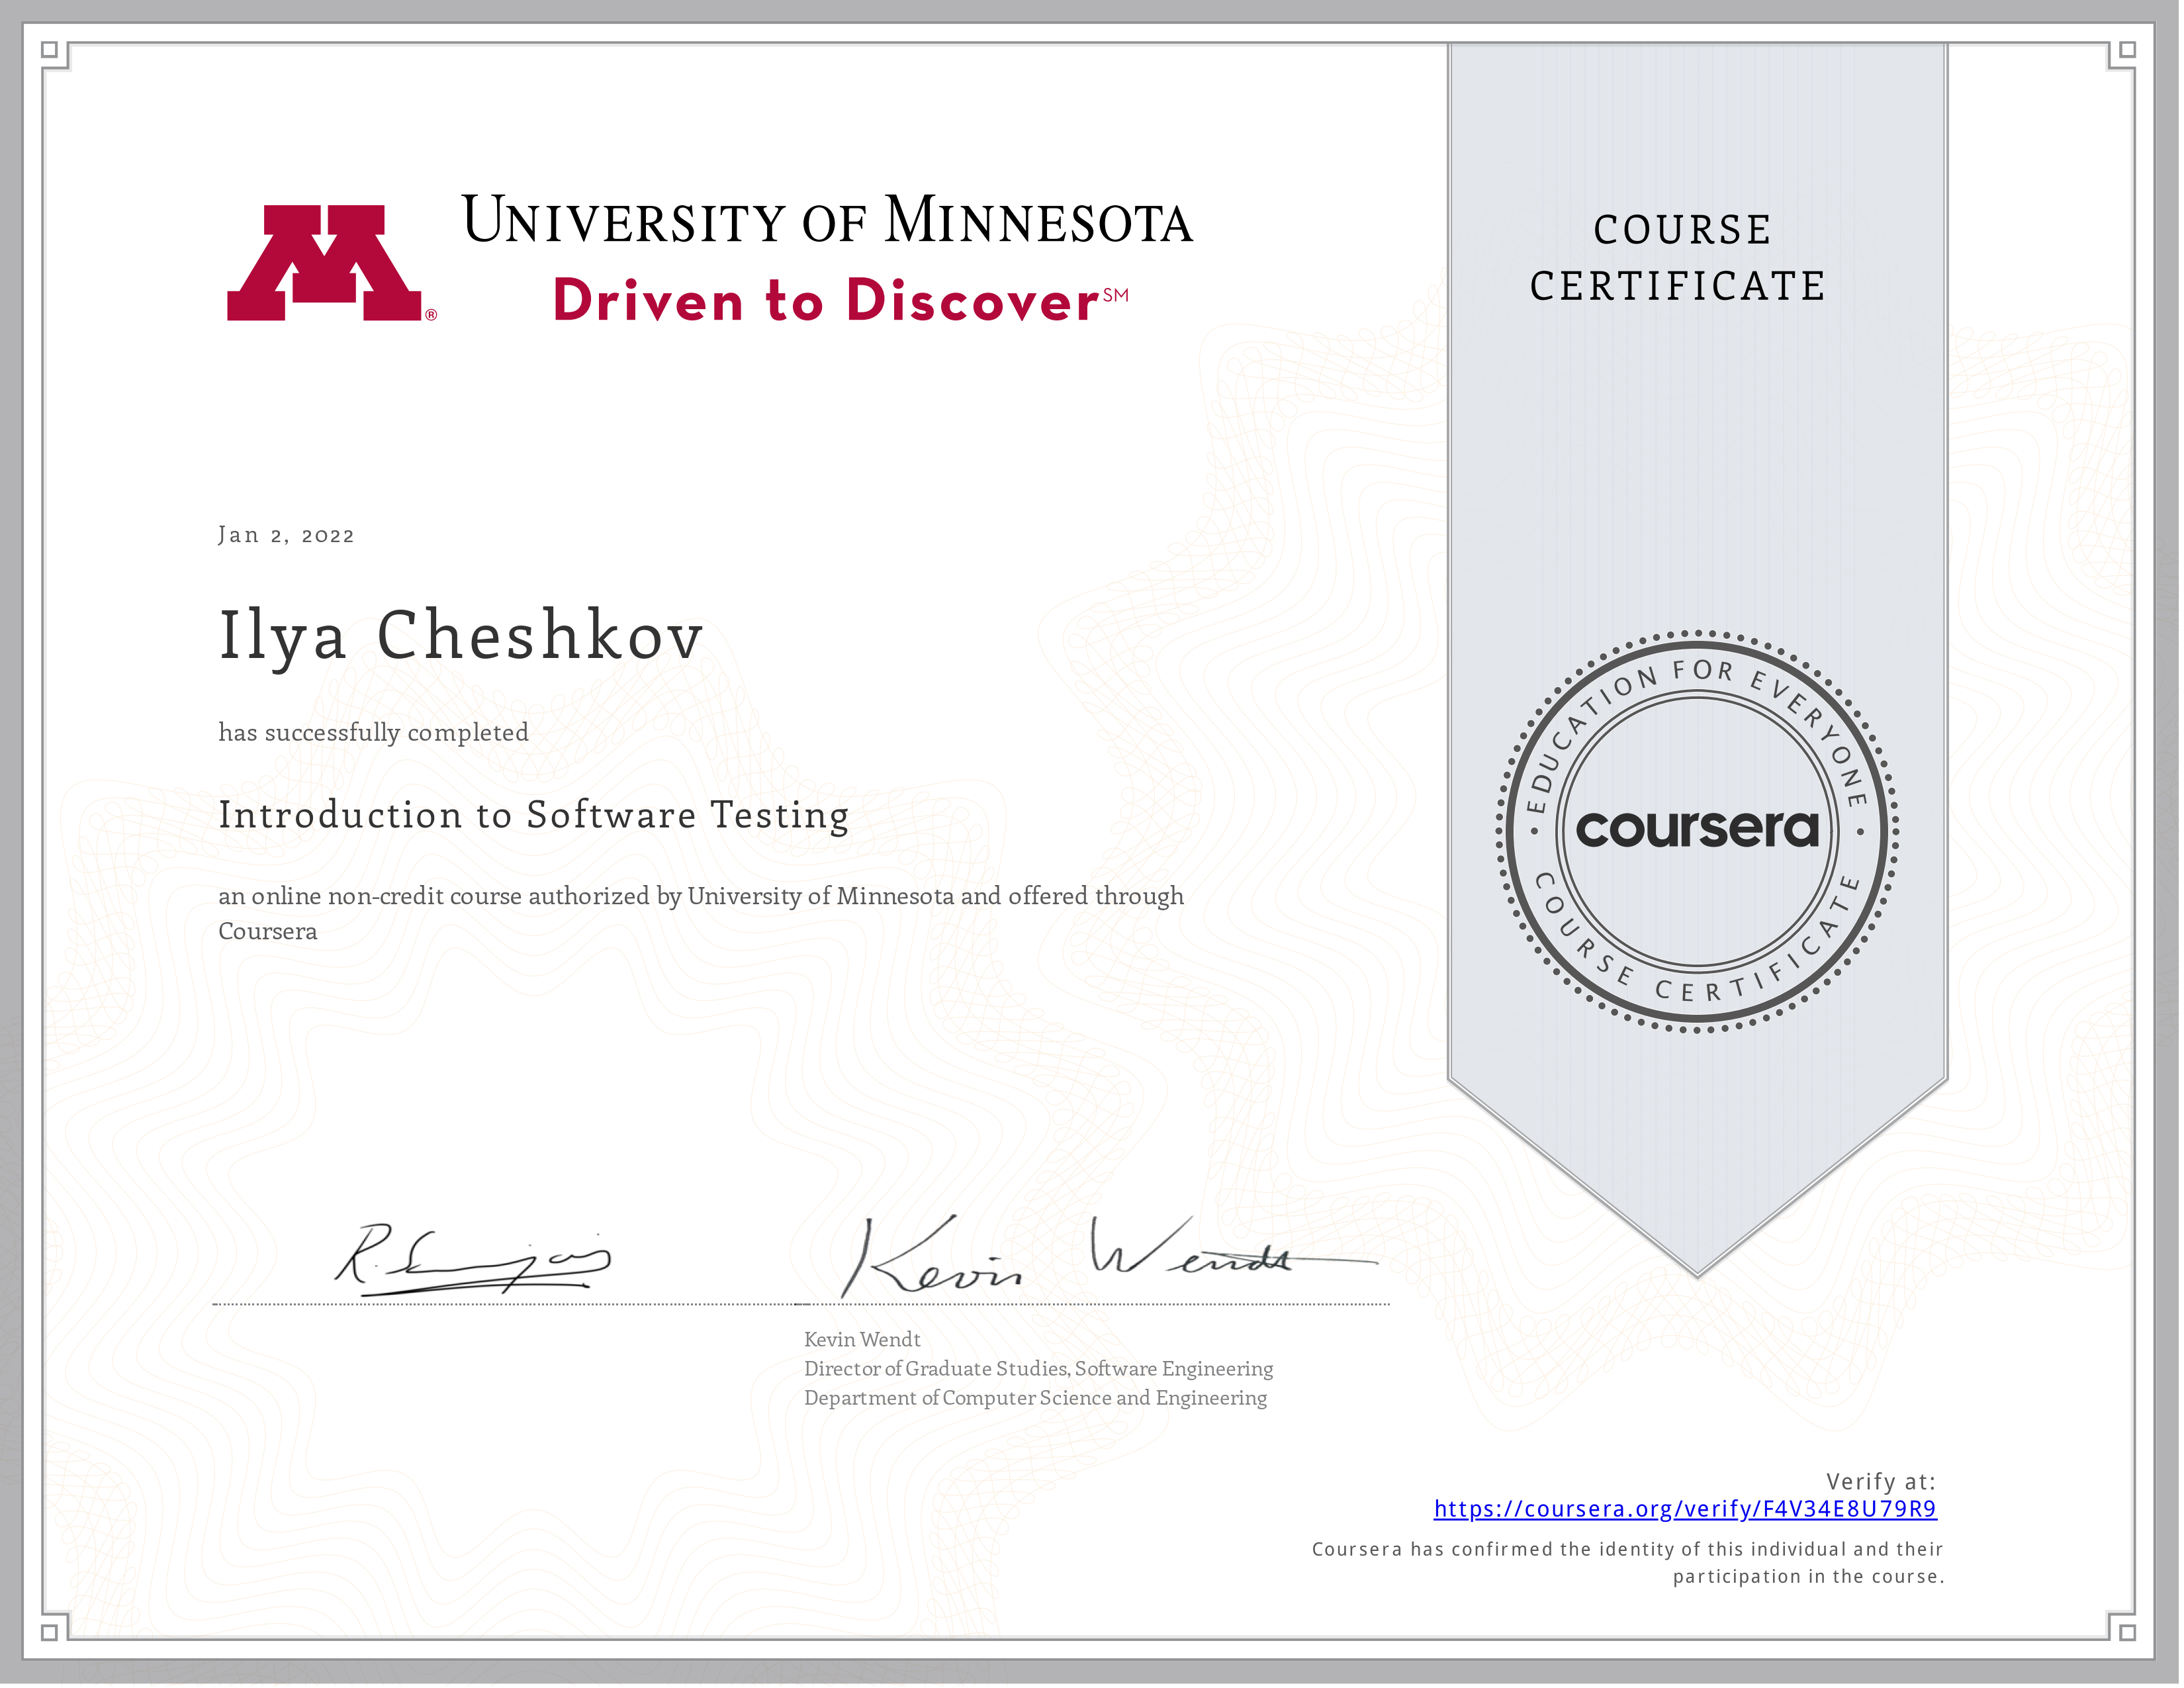 UNIVERSITY OF MINNESOTA
Driven to Discover℠
®
COURSE
CERTIFICATE
Jan 2, 2022
Ilya Cheshkov
has successfully completed
Introduction to Software Testing
an online non-credit course authorized by University of Minnesota and offered through
Coursera
EDUCATION FOR EVERYONE
coursera
COURSE CERTIFICATE
Kevin Wendt
Kevin Wendt
Director of Graduate Studies, Software Engineering
Department of Computer Science and Engineering
Verify at:
https://coursera.org/verify/F4V34E8U79R9
Coursera has confirmed the identity of this individual and their
participation in the course.